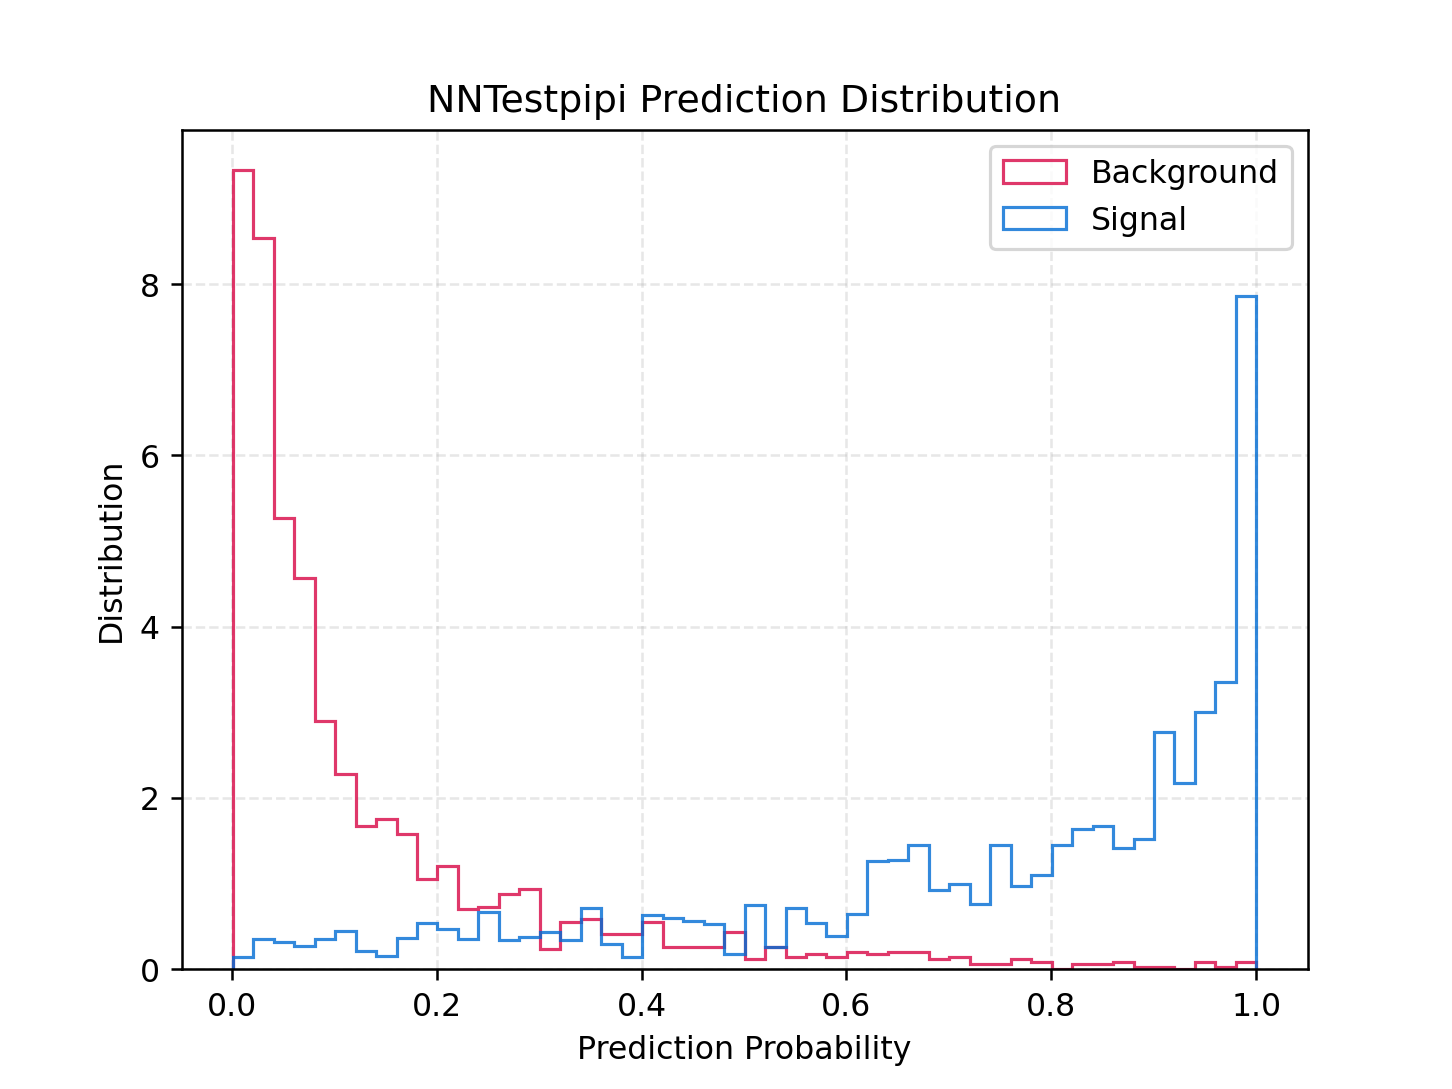 NNTestpipi Prediction Distribution
Background
Signal
Distribution
8
6
4
2
0
0.0 0.2 0.4 0.6 0.8 1.0
Prediction Probability